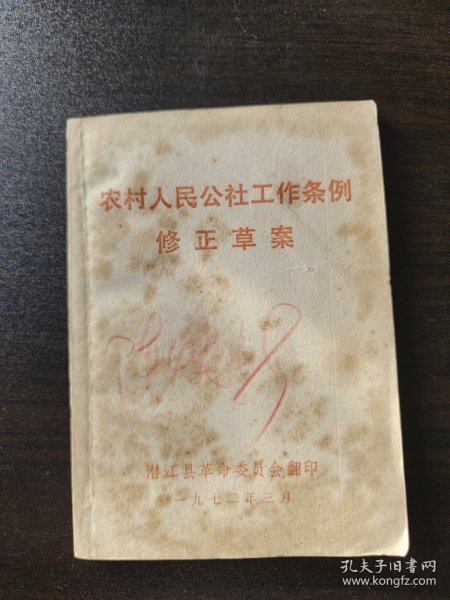 农村人民公社工作条例
修正草案
潜江县革命委员会翻印
一九七二年三月
孔夫子旧书网
www.kongfz.com